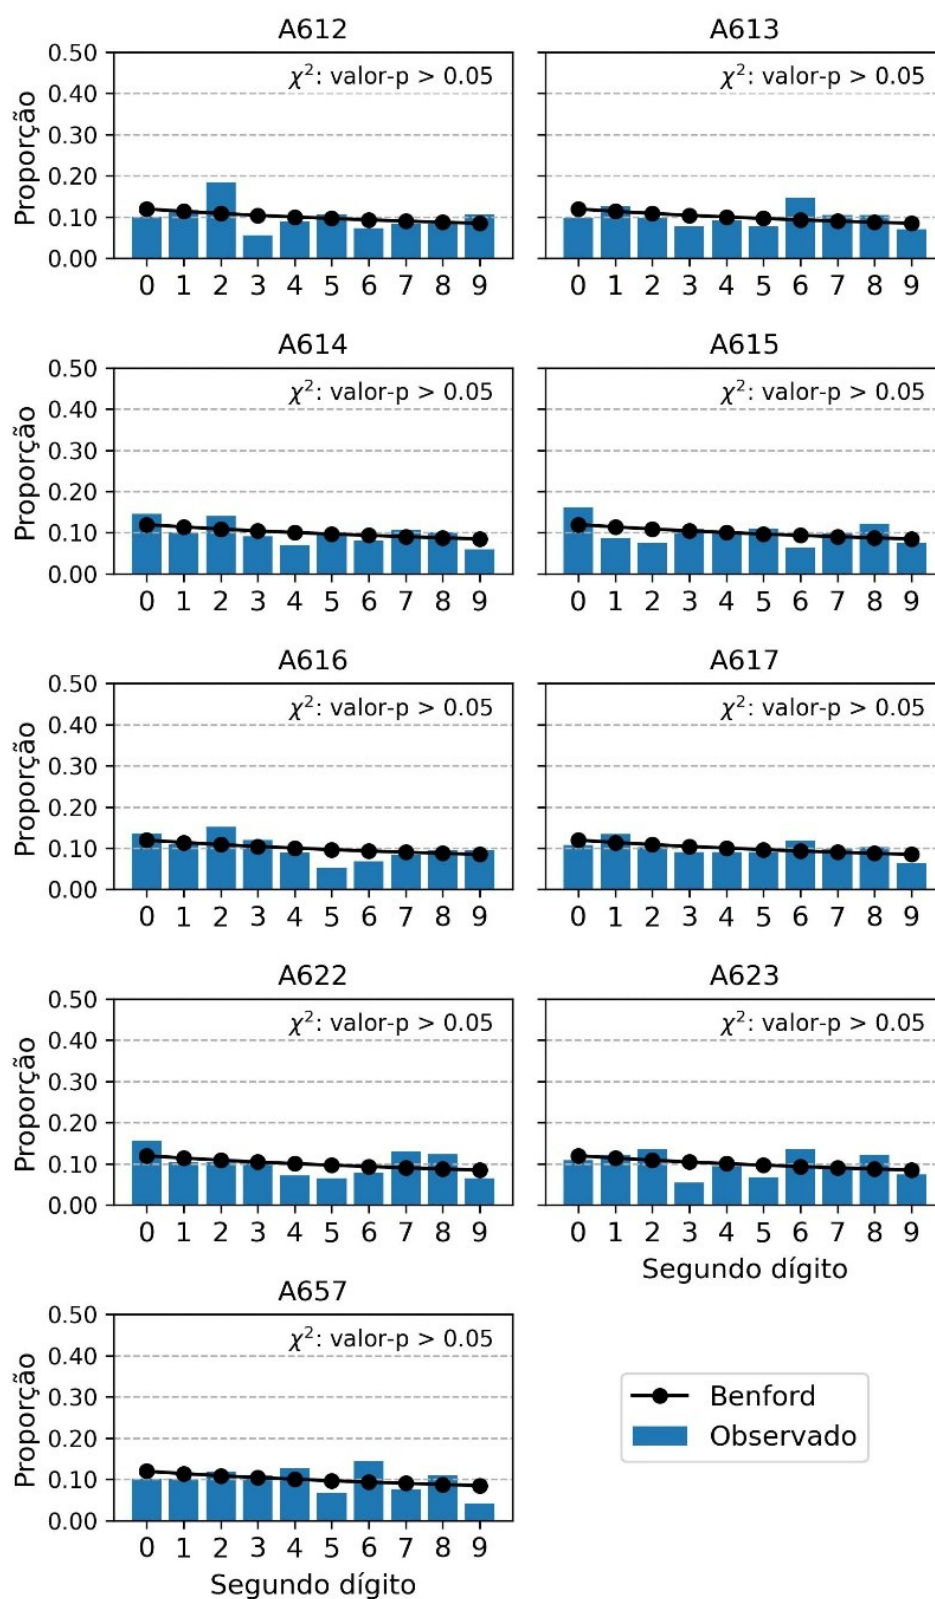 A612
0.50
0.40
0.30
0.20
0.10
0.00
Proporção
χ²: valor-p > 0.05
0 1 2 3 4 5 6 7 8 9
A613
χ²: valor-p > 0.05
0 1 2 3 4 5 6 7 8 9
A614
0.50
0.40
0.30
0.20
0.10
0.00
Proporção
χ²: valor-p > 0.05
0 1 2 3 4 5 6 7 8 9
A615
χ²: valor-p > 0.05
0 1 2 3 4 5 6 7 8 9
A616
0.50
0.40
0.30
0.20
0.10
0.00
Proporção
χ²: valor-p > 0.05
0 1 2 3 4 5 6 7 8 9
A617
χ²: valor-p > 0.05
0 1 2 3 4 5 6 7 8 9
A622
0.50
0.40
0.30
0.20
0.10
0.00
Proporção
χ²: valor-p > 0.05
0 1 2 3 4 5 6 7 8 9
A623
χ²: valor-p > 0.05
0 1 2 3 4 5 6 7 8 9
Segundo dígito
A657
0.50
0.40
0.30
0.20
0.10
0.00
Proporção
χ²: valor-p > 0.05
0 1 2 3 4 5 6 7 8 9
Segundo dígito
Benford
Observado